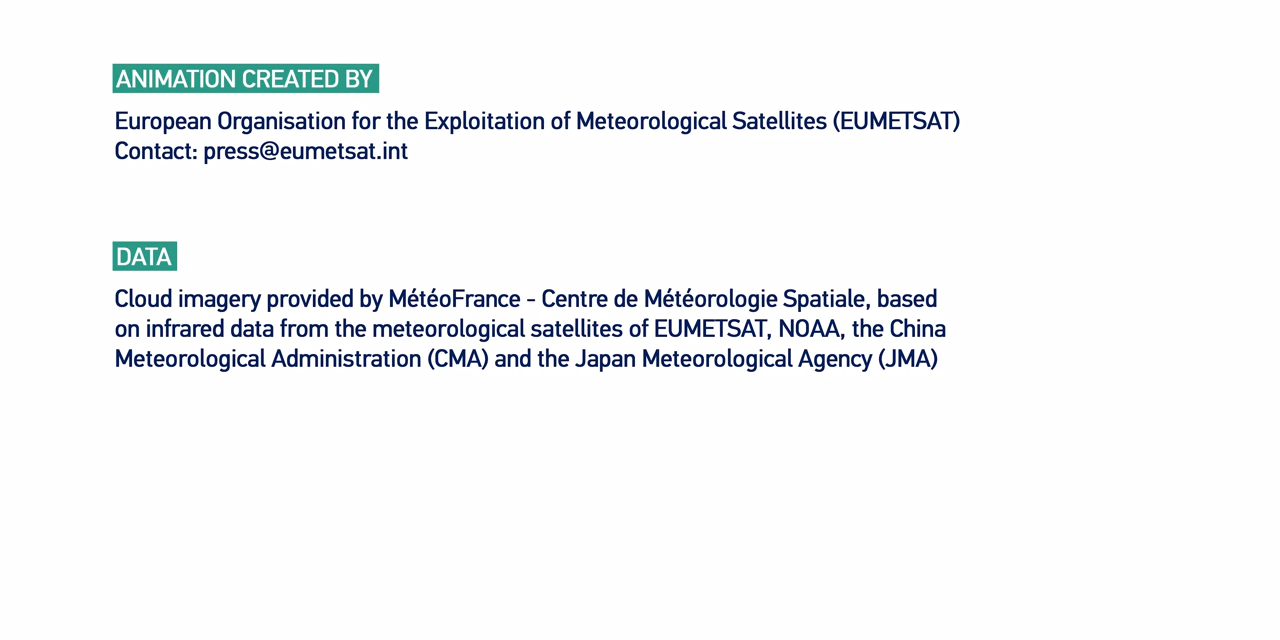 ANIMATION CREATED BY
European Organisation for the Exploitation of Meteorological Satellites (EUMETSAT)
Contact: press@eumetsat.int
DATA
Cloud imagery provided by MétéoFrance - Centre de Météorologie Spatiale, based
on infrared data from the meteorological satellites of EUMETSAT, NOAA, the China
Meteorological Administration (CMA) and the Japan Meteorological Agency (JMA)